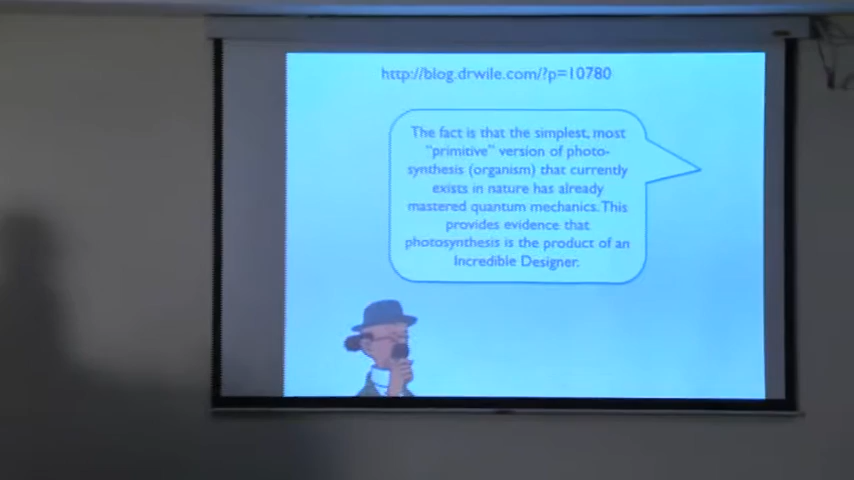 http://blog.drwile.com/?p=10780
The fact is that the simplest, most
"primitive" version of photo-
synthesis (organism) that currently
exists in nature has already
mastered quantum mechanics. This
provides evidence that
photosynthesis is the product of an
Incredible Designer.